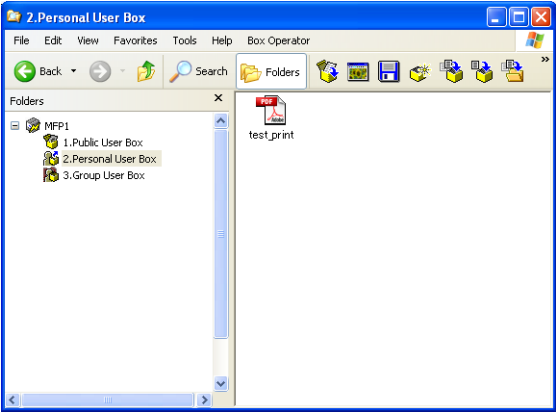 2.Personal User Box
File Edit View Favorites Tools Help Box Operator
Back Search Folders »
Folders
MFP1
1.Public User Box
2.Personal User Box
3.Group User Box
PDF
Adobe
test_print